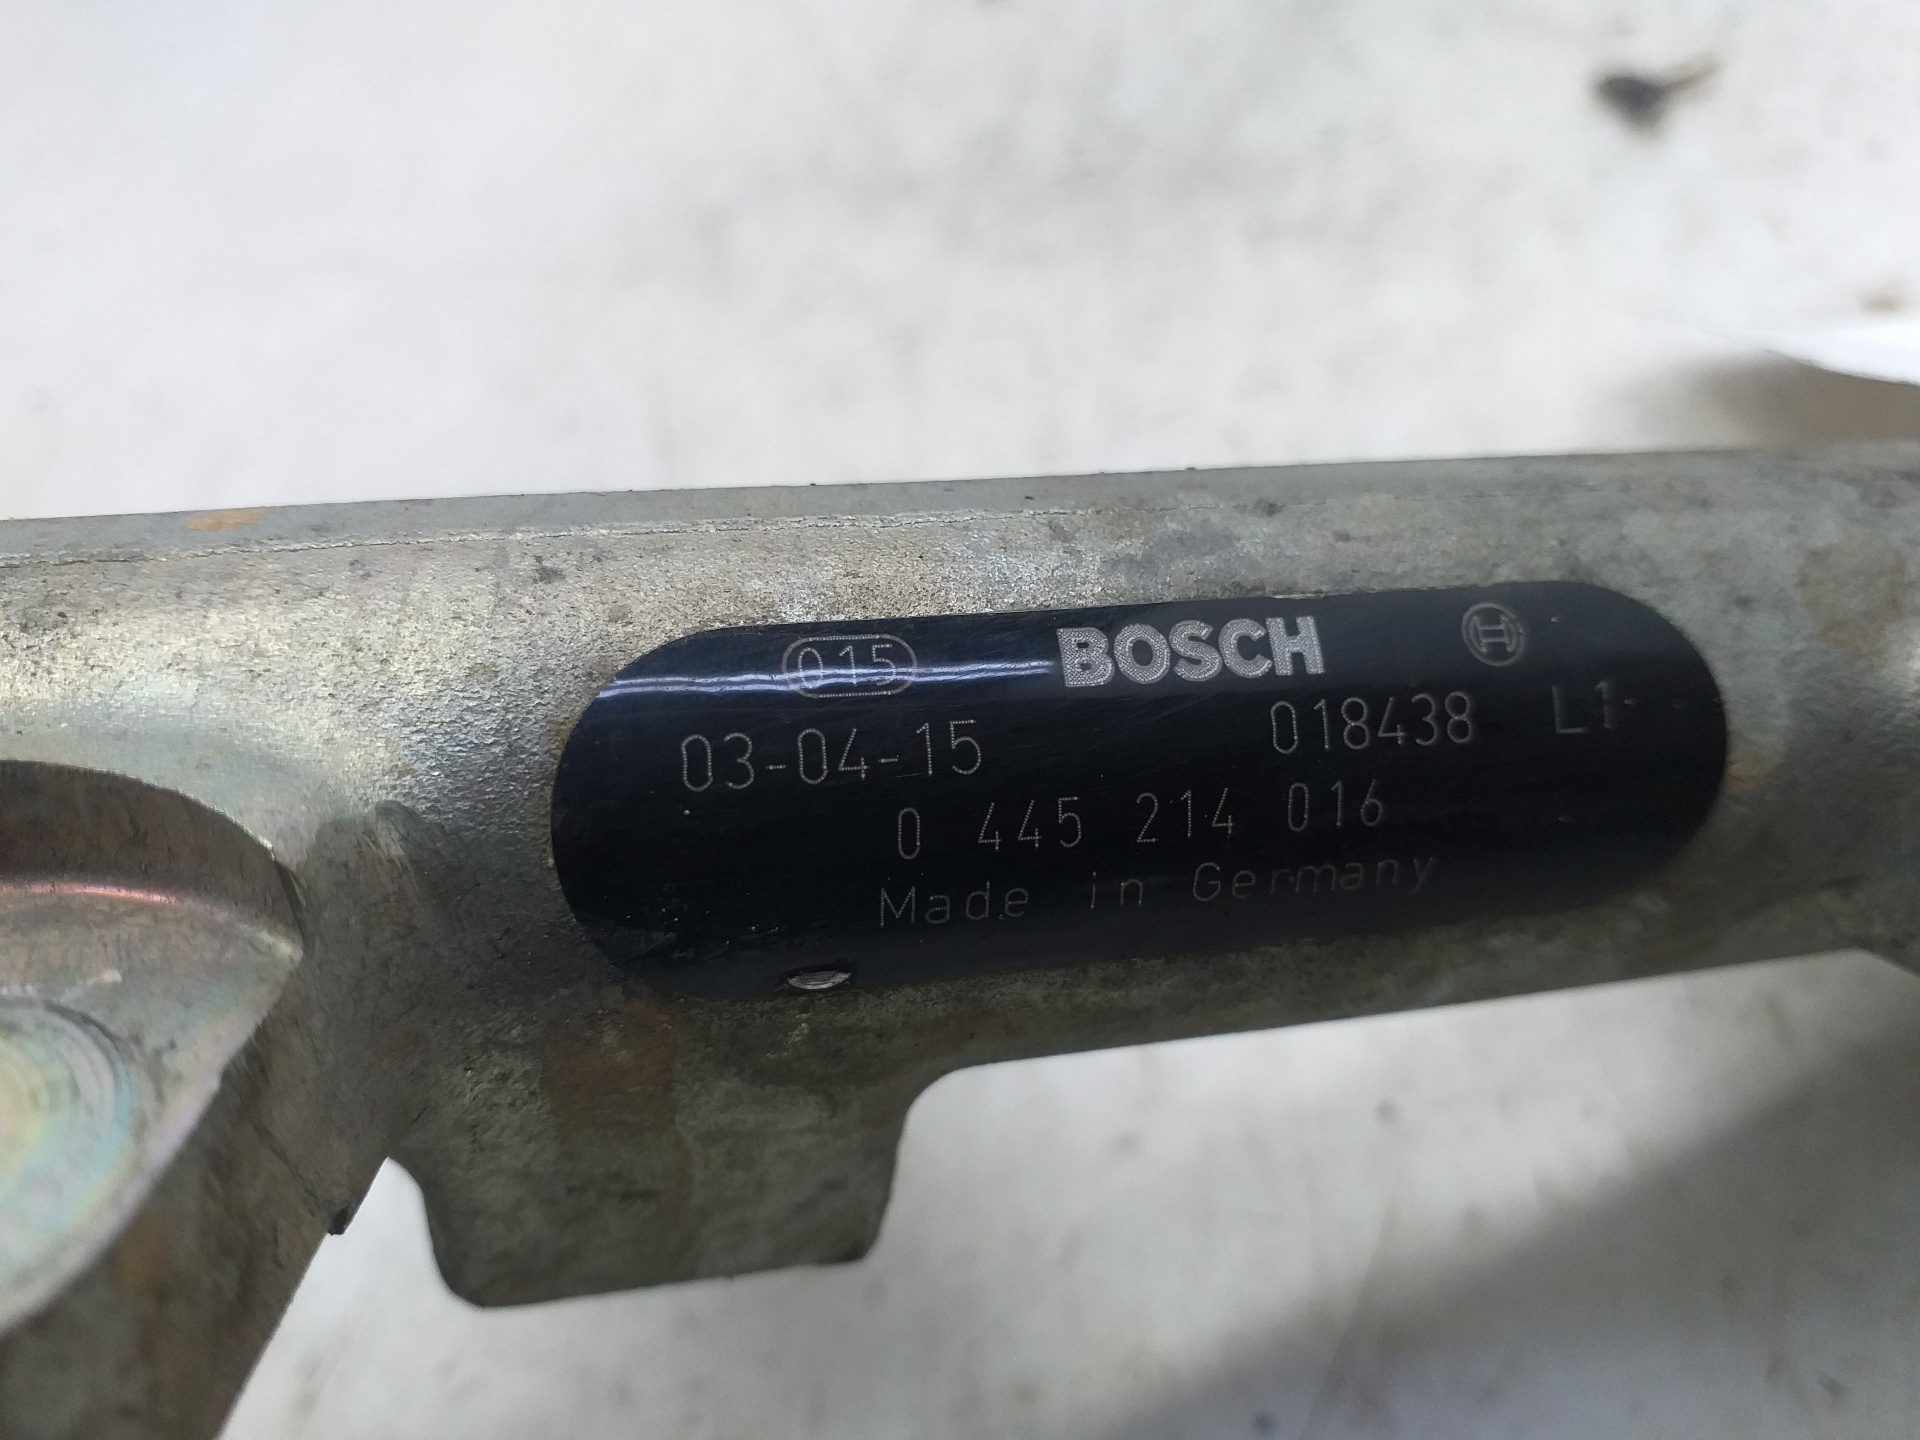 015 BOSCH
03-04-15 018438 L1-
0 445 214 016
Made in Germany